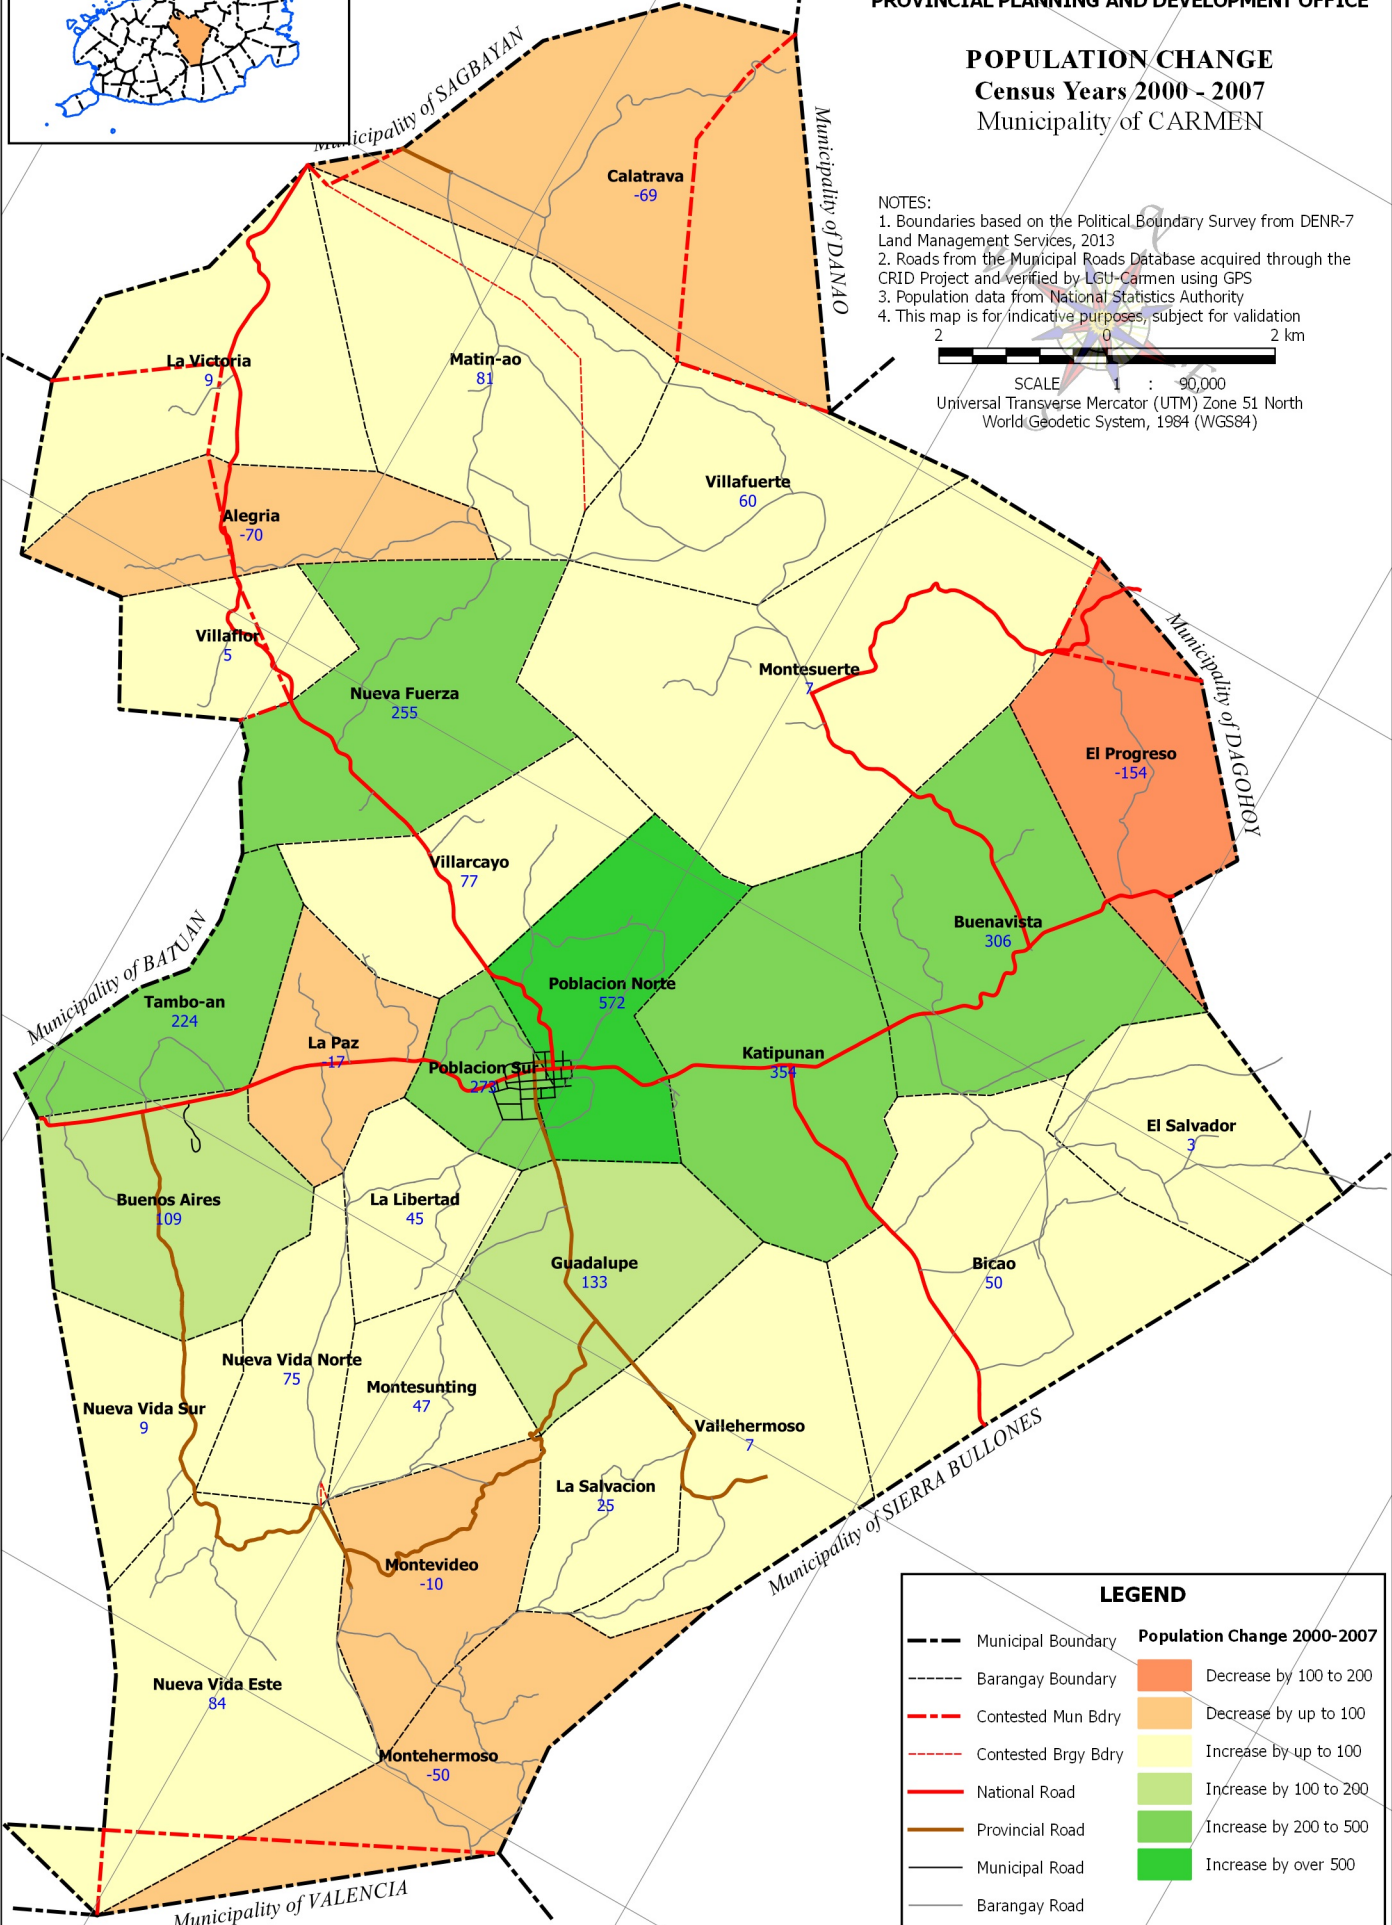 PROVINCIAL PLANNING AND DEVELOPMENT OFFICE
POPULATION CHANGE
Census Years 2000 - 2007
Municipality of CARMEN
NOTES:
1. Boundaries based on the Political Boundary Survey from DENR-7
Land Management Services, 2013
2. Roads from the Municipal Roads Database acquired through the
CRID Project and verified by LGU-Carmen using GPS
3. Population data from National Statistics Authority
4. This map is for indicative purposes, subject for validation
2 0 2 km
SCALE 1 : 90,000
Universal Transverse Mercator (UTM) Zone 51 North
World Geodetic System, 1984 (WGS84)
Municipality of SAGBAYAN
Municipality of DANAO
Calatrava
-69
La Victoria
9
Matin-ao
81
Villafuerte
60
Alegria
-70
Villaflor
5
Nueva Fuerza
255
Montesuerte
7
Municipality of DAGOHOY
El Progreso
-154
Villarcayo
77
Buenavista
306
Municipality of BATUAN
Tambo-an
224
Poblacion Norte
572
La Paz
-17
Poblacion Sur
273
Katipunan
354
El Salvador
3
Buenos Aires
109
La Libertad
45
Guadalupe
133
Bicao
50
Nueva Vida Norte
75
Montesunting
47
Nueva Vida Sur
9
Vallehermoso
7
La Salvacion
25
Municipality of SIERRA BULLONES
Montevideo
-10
Nueva Vida Este
84
Montehermoso
-50
Municipality of VALENCIA
LEGEND
Municipal Boundary
Barangay Boundary
Contested Mun Bdry
Contested Brgy Bdry
National Road
Provincial Road
Municipal Road
Barangay Road
Population Change 2000-2007
Decrease by 100 to 200
Decrease by up to 100
Increase by up to 100
Increase by 100 to 200
Increase by 200 to 500
Increase by over 500